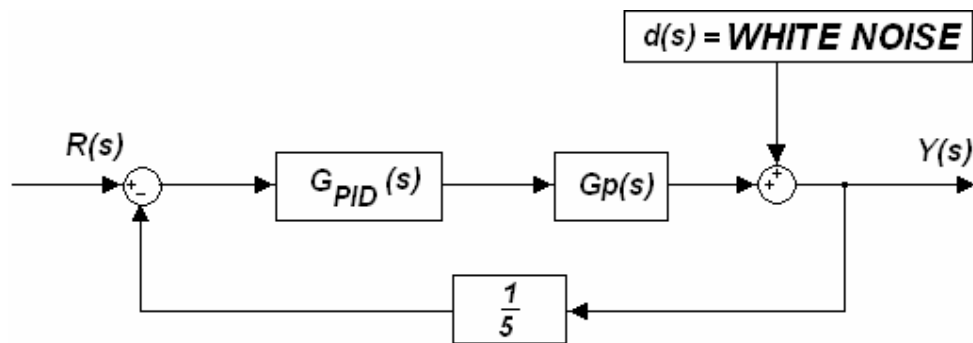 d(s) = WHITE NOISE
R(s)
Y(s)
+
−
G_PID (s)
Gp(s)
+
+
1
5